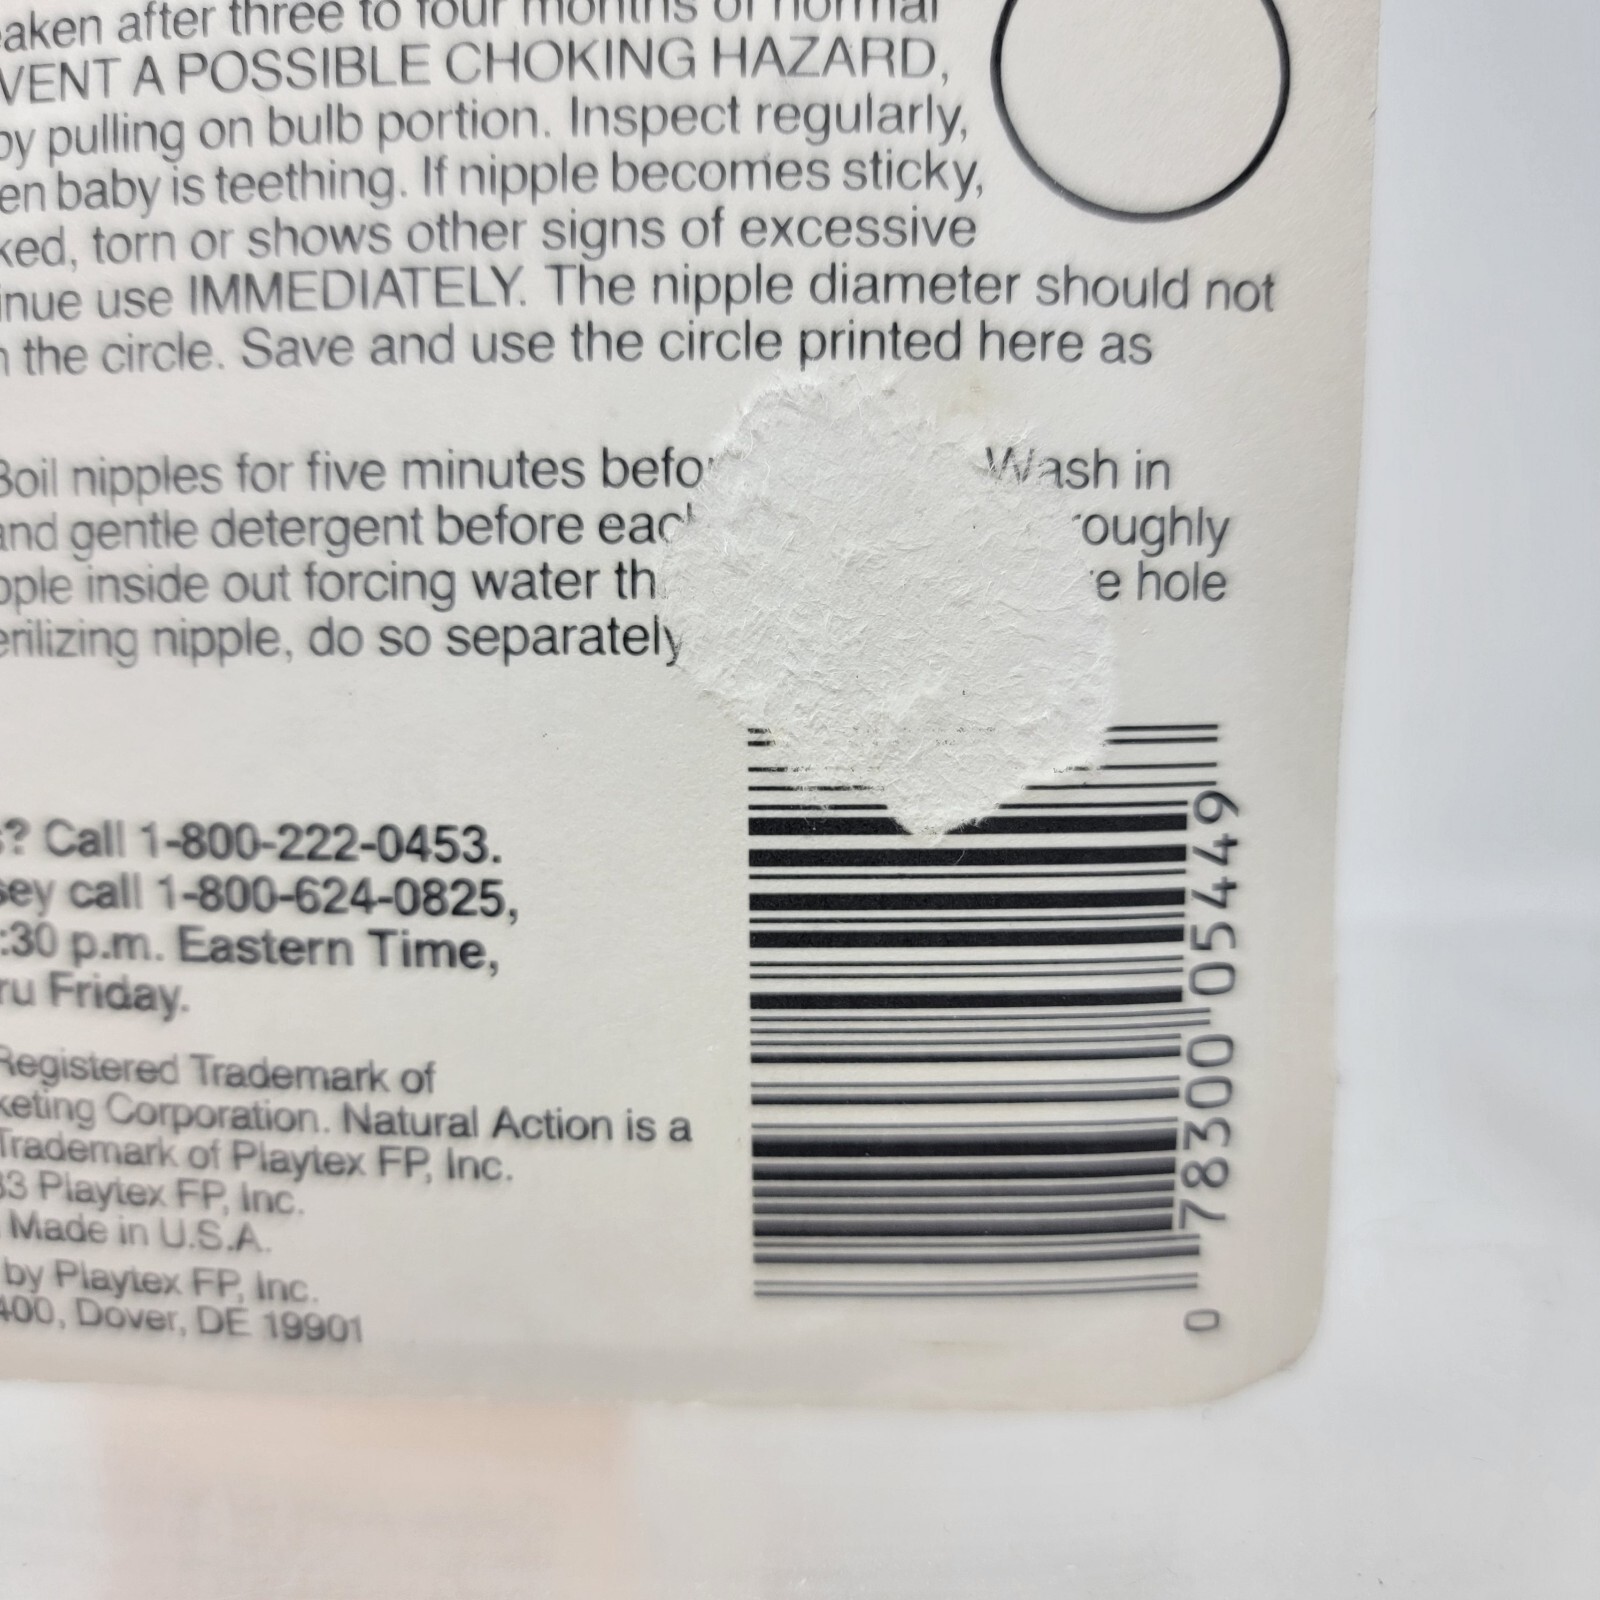 eaken after three to four months of normal
VENT A POSSIBLE CHOKING HAZARD,
by pulling on bulb portion. Inspect regularly,
en baby is teething. If nipple becomes sticky,
ked, torn or shows other signs of excessive
inue use IMMEDIATELY. The nipple diameter should not
the circle. Save and use the circle printed here as
Boil nipples for five minutes befo Wash in
and gentle detergent before eac oughly
pple inside out forcing water th e hole
erilizing nipple, do so separately
s? Call 1-800-222-0453.
sey call 1-800-624-0825,
:30 p.m. Eastern Time,
ru Friday.
Registered Trademark of
keting Corporation. Natural Action is a
Trademark of Playtex FP, Inc.
83 Playtex FP, Inc.
Made in U.S.A.
by Playtex FP, Inc.
400, Dover, DE 19901
0 78300 05449